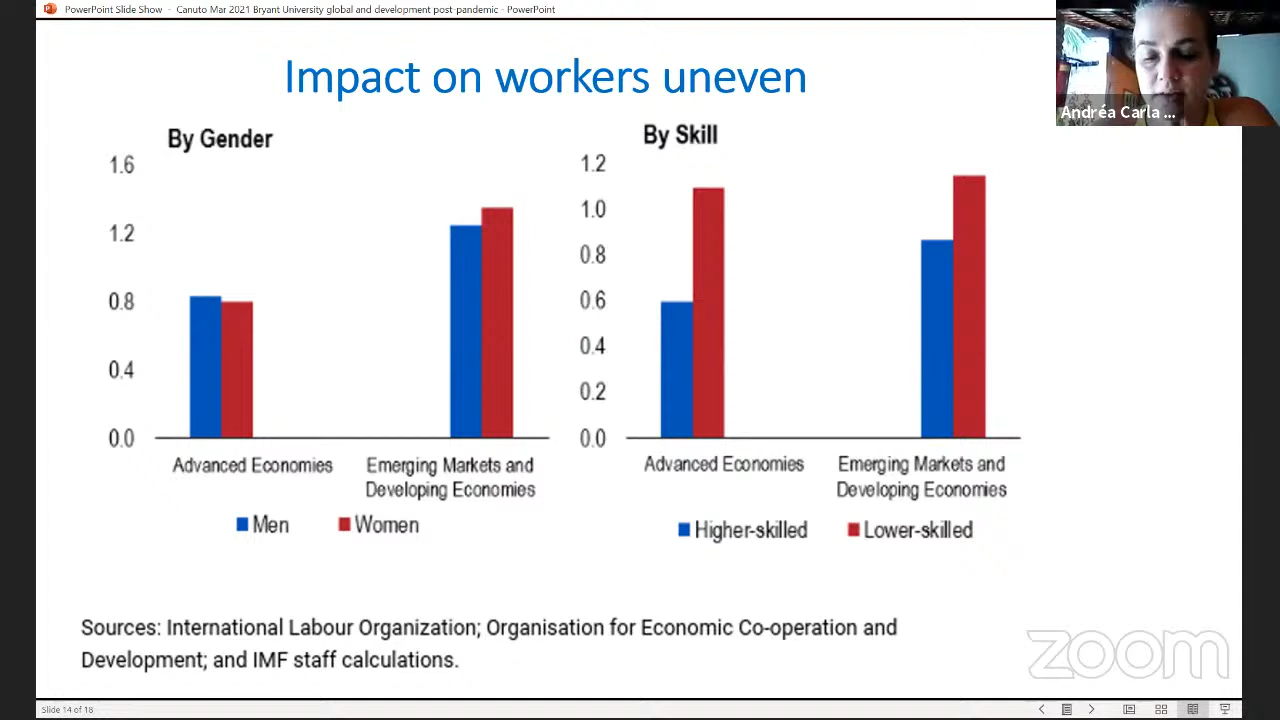 PowerPoint Slide Show - Canuto Mar 2021 Bryant University global and development post-pandemic - PowerPoint
Impact on workers uneven
Andréa Carla ...
By Gender
1.6
1.2
0.8
0.4
0.0
Advanced Economies
Emerging Markets and
Developing Economies
Men
Women
By Skill
1.2
1.0
0.8
0.6
0.4
0.2
0.0
Advanced Economies
Emerging Markets and
Developing Economies
Higher-skilled
Lower-skilled
Sources: International Labour Organization; Organisation for Economic Co-operation and
Development; and IMF staff calculations.
zoom
Slide 14 of 18